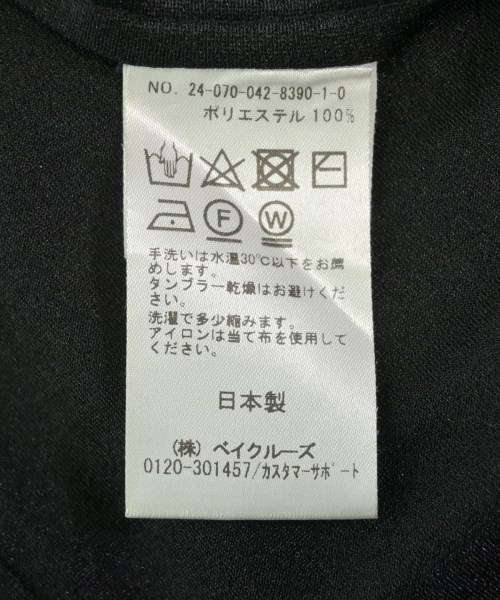 NO. 24-070-042-8390-1-0
ポリエステル 100%
F
W
手洗いは水温30℃以下をお薦
めします。
タンブラー乾燥はお避けくだ
さい。
洗濯で多少縮みます。
アイロンは当て布を使用して
ください。
日本製
(株) ベイクルーズ
0120-301457/カスタマーサポート